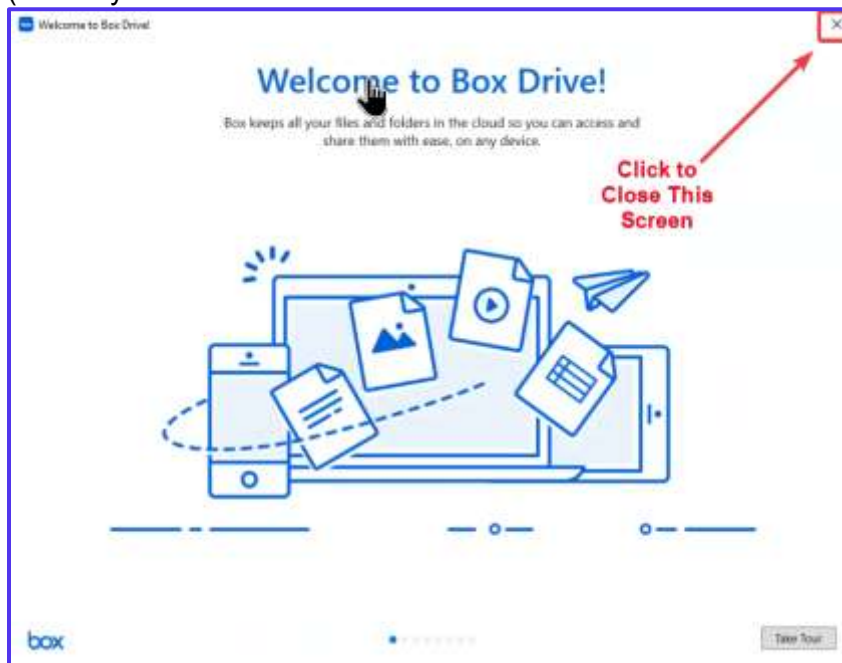 Welcome to Box Drive!
Welcome to Box Drive!
Box keeps all your files and folders in the cloud so you can access and
share them with ease, on any device.
Click to
Close This
Screen
box
Take Tour